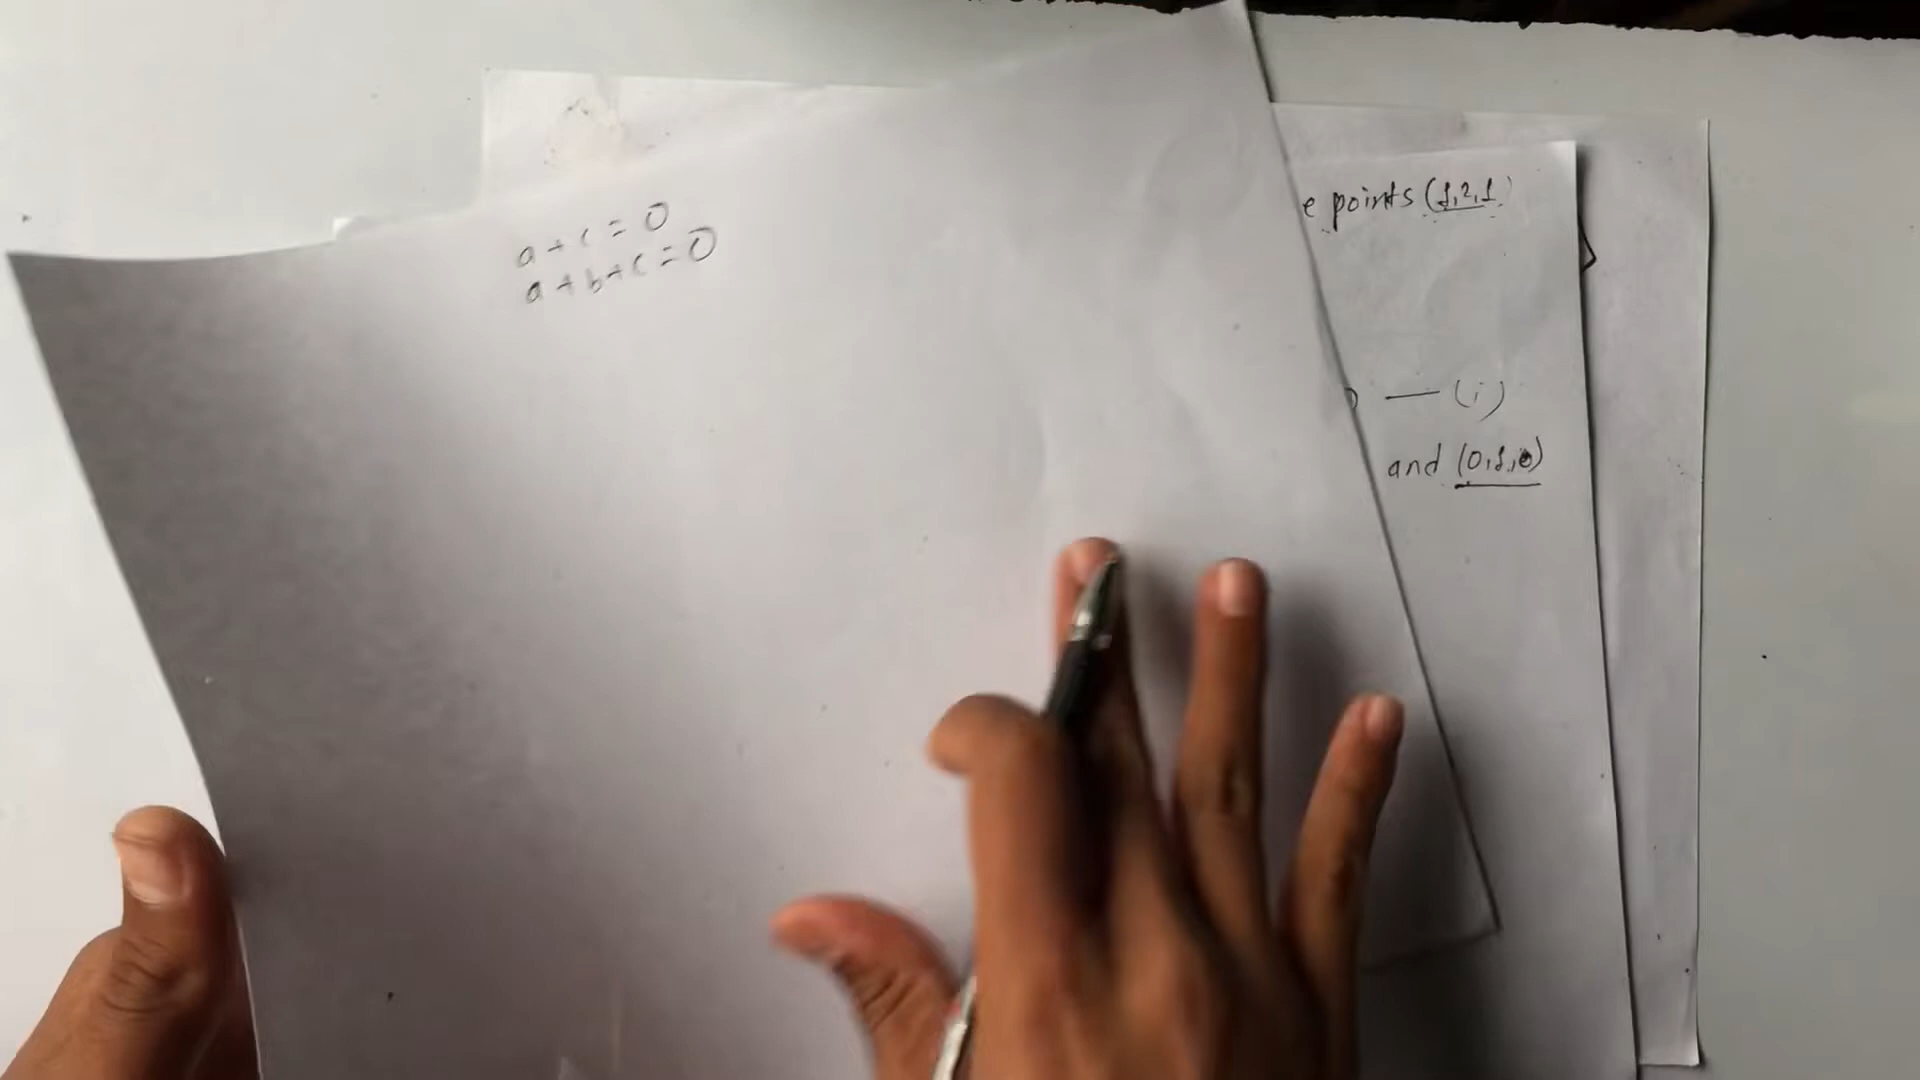 a + c = 0
a + b + c = 0
e points (1,2,1)
— (i)
and (0,1,0)